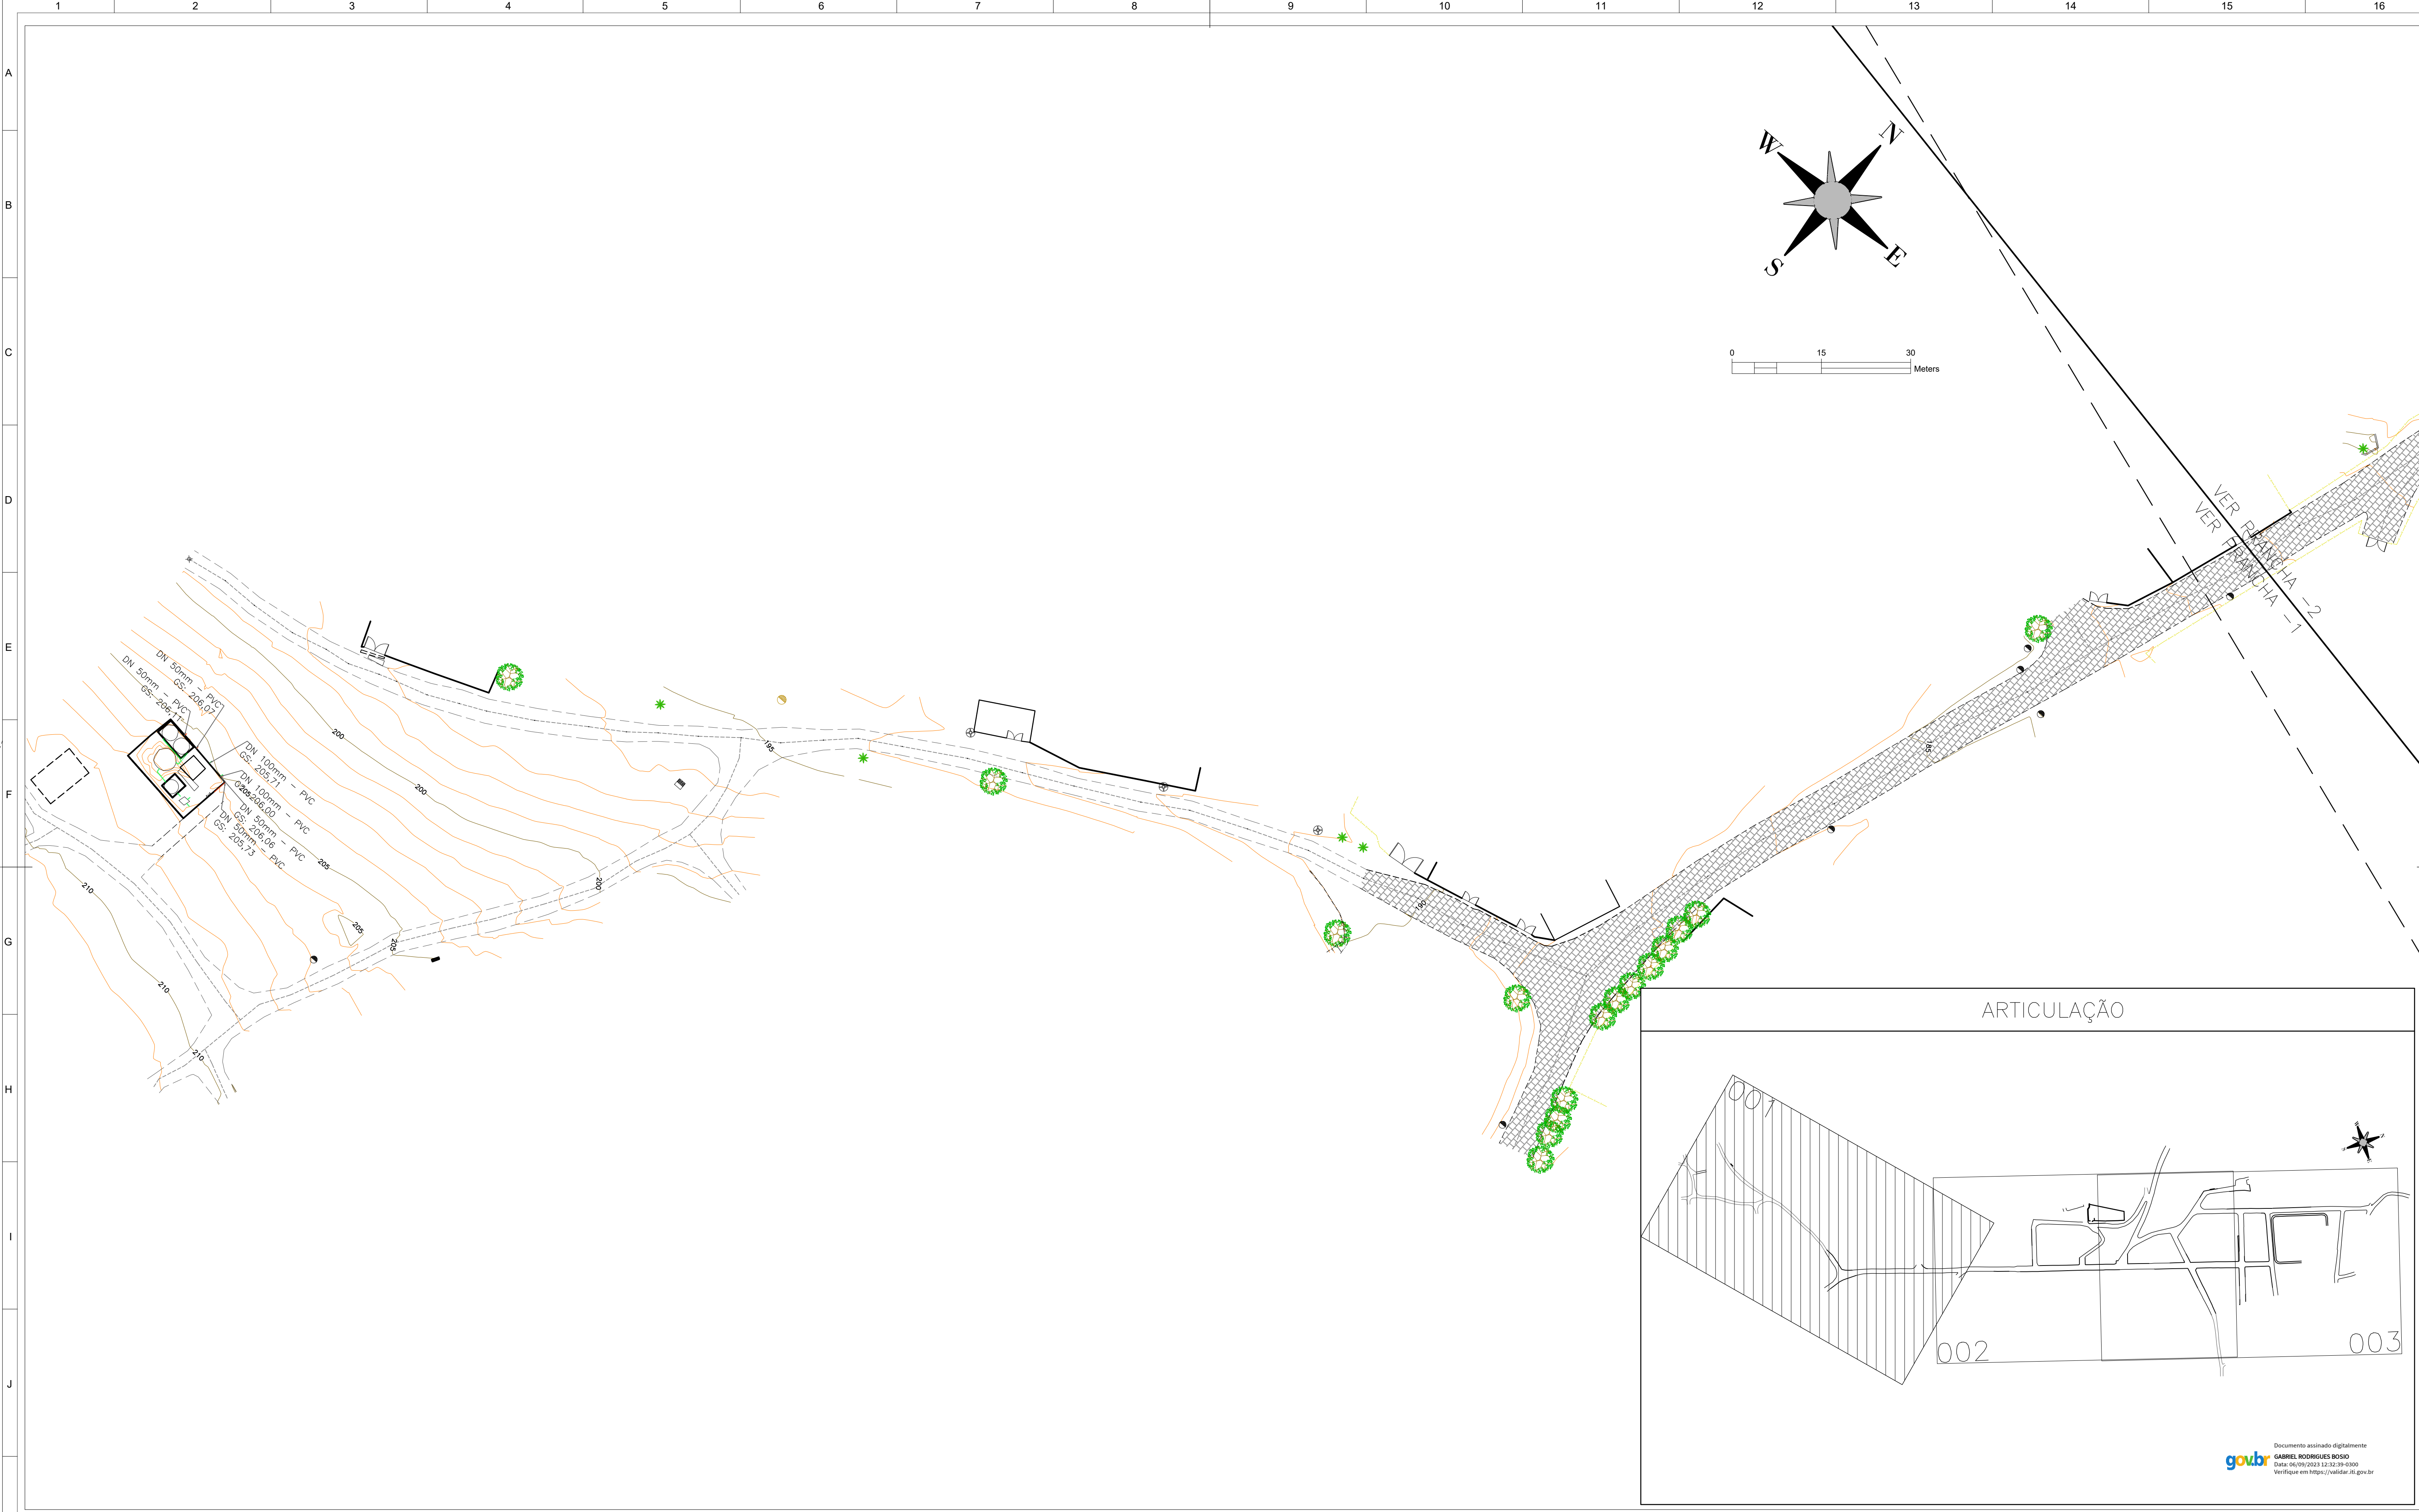 1 2 3 4 5 6 7 8 9 10 11 12 13 14 15 16
A
B
C
D
E
F
G
H
I
J
N
W
S
E
0 15 30
Meters
VER PRANCHA -2
VER PRANCHA -1
DN 50mm - PVC
GS: 206,07
DN 50mm - PVC
GS: 206,11
DN 100mm - PVC
GS: 205,71
DN 100mm - PVC
GS: 206,00
DN 50mm - PVC
GS: 206,06
DN 50mm - PVC
GS: 205,73
200
200
200
205
205
205
205
210
210
210
195
190
185
ARTICULAÇÃO
001
002
003
gov.br
Documento assinado digitalmente
GABRIEL RODRIGUES BOSIO
Data: 06/09/2023 12:32:39-0300
Verifique em https://validar.iti.gov.br